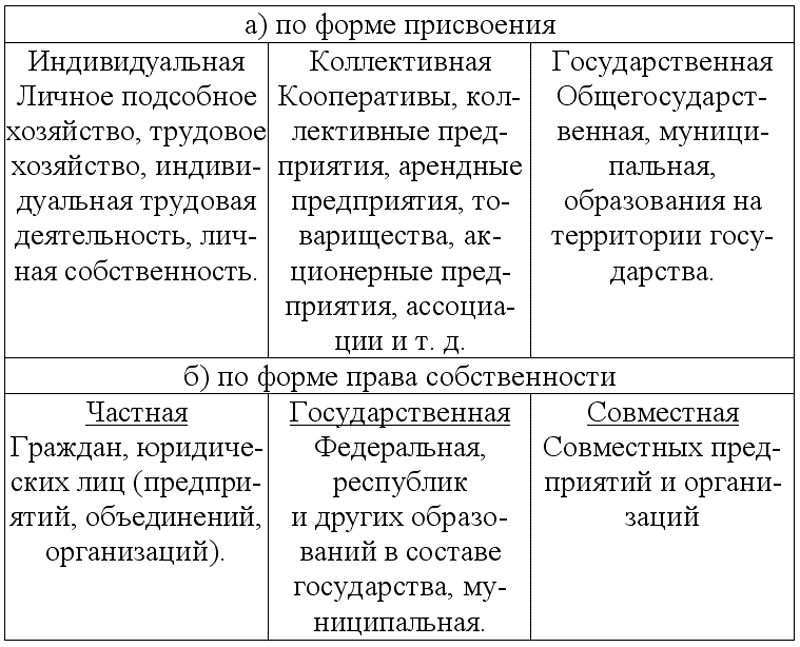 а) по форме присвоения
Индивидуальная
Личное подсобное
хозяйство, трудовое
хозяйство, индиви-
дуальная трудовая
деятельность, лич-
ная собственность.
Коллективная
Кооперативы, кол-
лективные пред-
приятия, арендные
предприятия, то-
варищества, ак-
ционерные пред-
приятия, ассоциа-
ции и т. д.
Государственная
Общегосударст-
венная, муници-
пальная,
образования на
территории госу-
дарства.
б) по форме права собственности
Частная
Граждан, юридиче-
ских лиц (предпри-
ятий, объединений,
организаций).
Государственная
Федеральная,
республик
и других образо-
ваний в составе
государства, му-
ниципальная.
Совместная
Совместных пред-
приятий и органи-
заций